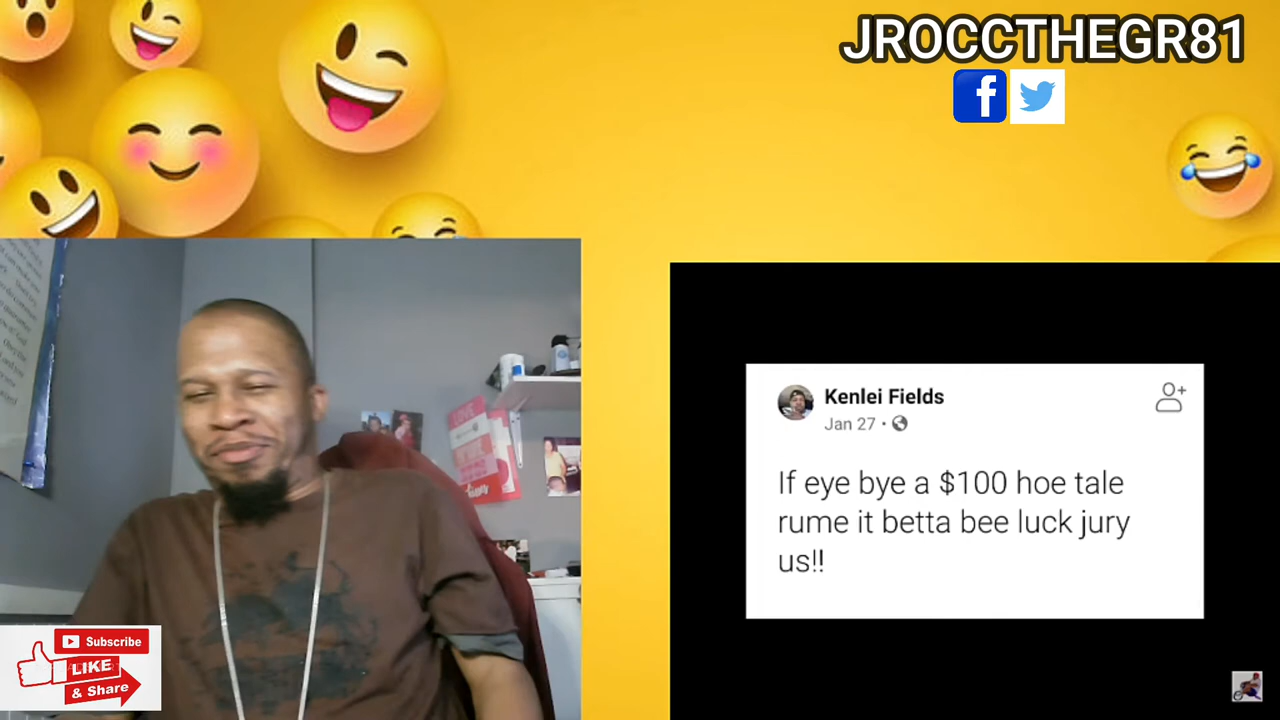 JROCCTHEGR81
Kenlei Fields
Jan 27
If eye bye a $100 hoe tale
rume it betta bee luck jury
us!!
Subscribe
LIKE
& Share